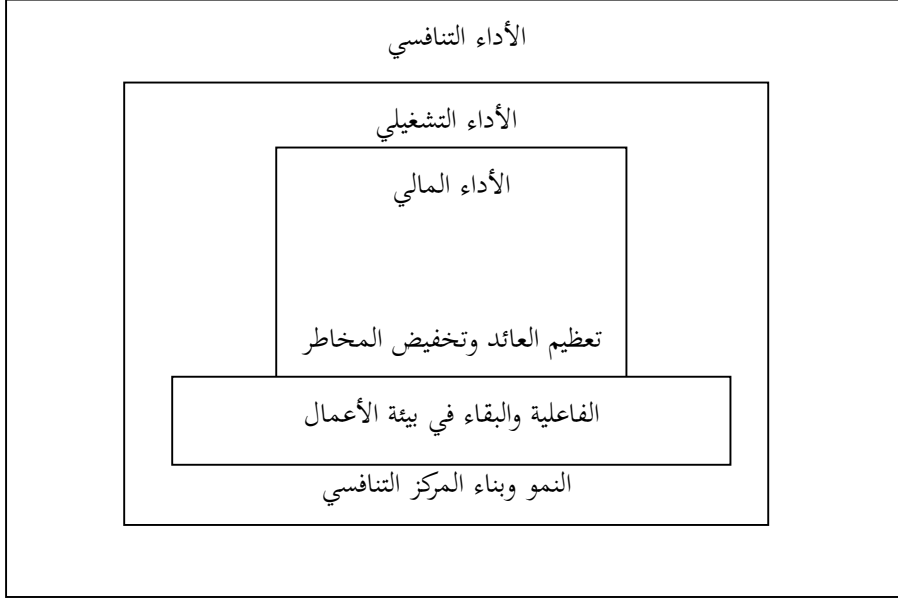 الأداء التنافسي
الأداء التشغيلي
الأداء المالي
تعظيم العائد وتخفيض المخاطر
الفاعلية والبقاء في بيئة الأعمال
النمو وبناء المركز التنافسي